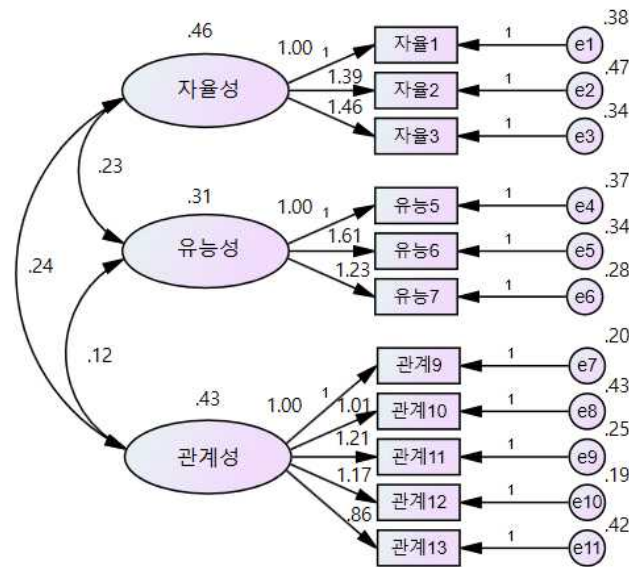 .46
1.00
1
자율1
1
e1
.38
자율성
1.39
자율2
1
e2
.47
1.46
자율3
1
e3
.34
.23
.31
1.00
1
유능5
1
e4
.37
유능성
1.61
유능6
1
e5
.34
1.23
유능7
1
e6
.28
.24
.12
.43
1.00
1
관계9
1
e7
.20
1.01
관계10
1
e8
.43
관계성
1.21
관계11
1
e9
.25
1.17
관계12
1
e10
.19
.86
관계13
1
e11
.42